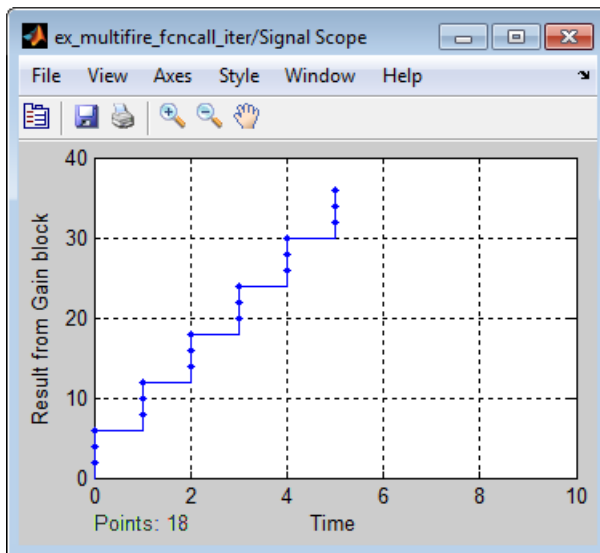 ex_multifire_fcncall_iter/Signal Scope
File View Axes Style Window Help
40
30
20
10
0
Result from Gain block
0 2 4 6 8 10
Points: 18 Time